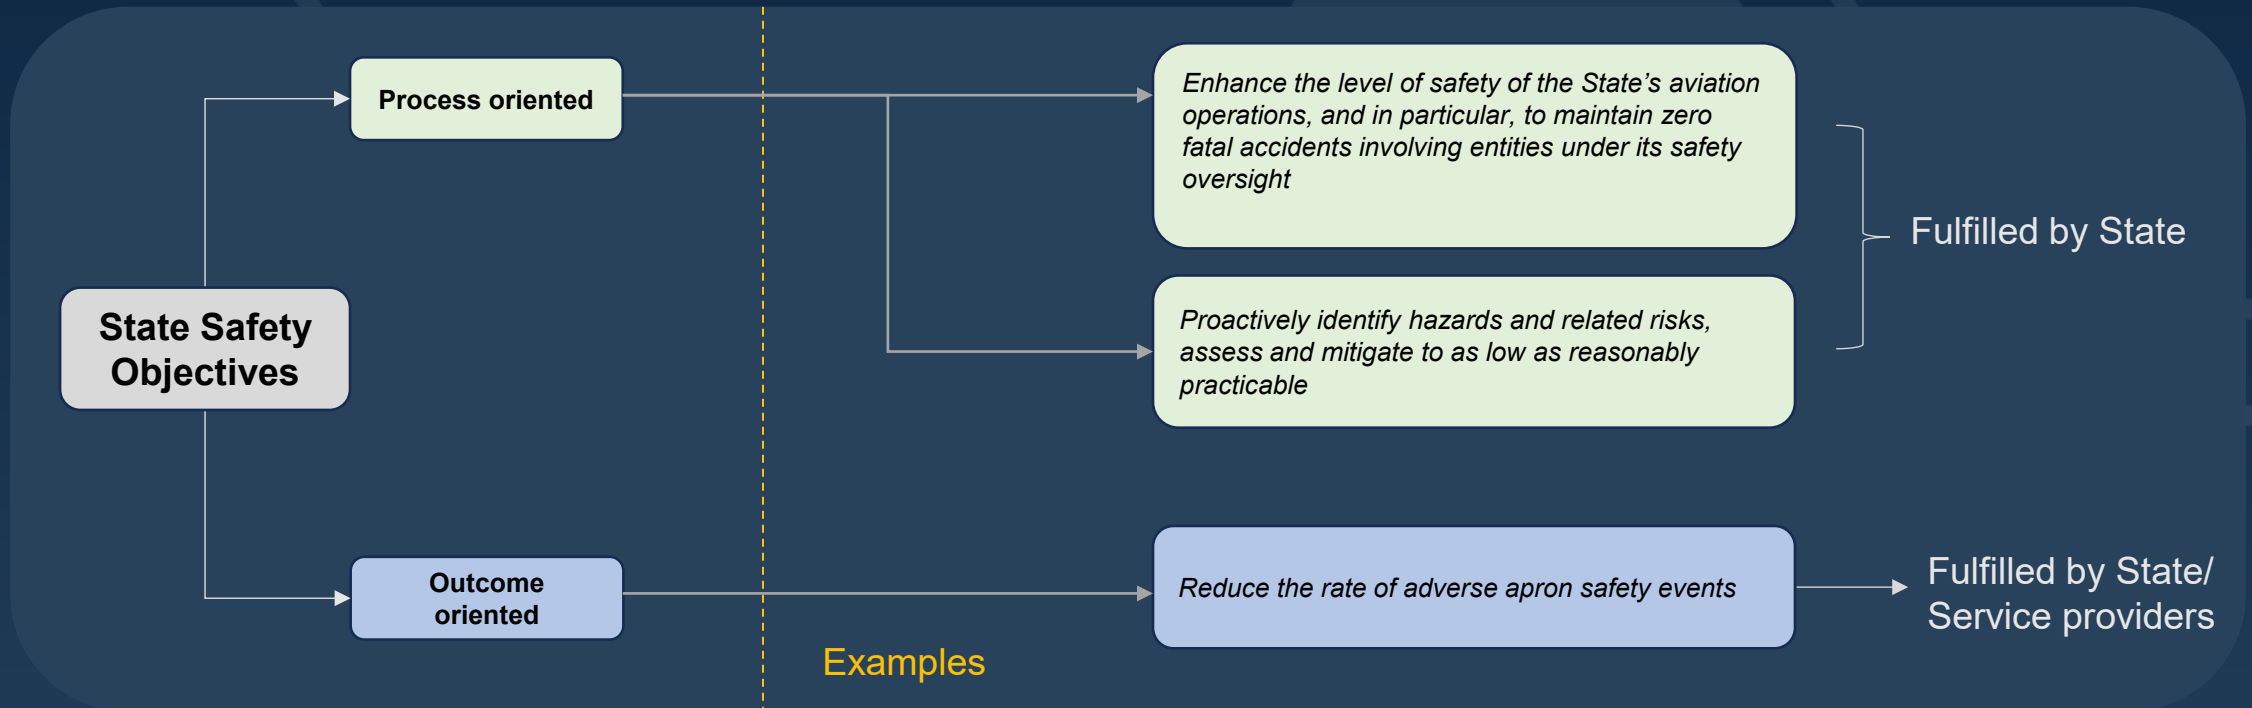 State Safety
Objectives
Process oriented
Enhance the level of safety of the State’s aviation
operations, and in particular, to maintain zero
fatal accidents involving entities under its safety
oversight
Proactively identify hazards and related risks,
assess and mitigate to as low as reasonably
practicable
Fulfilled by State
Outcome
oriented
Reduce the rate of adverse apron safety events
Fulfilled by State/
Service providers
Examples